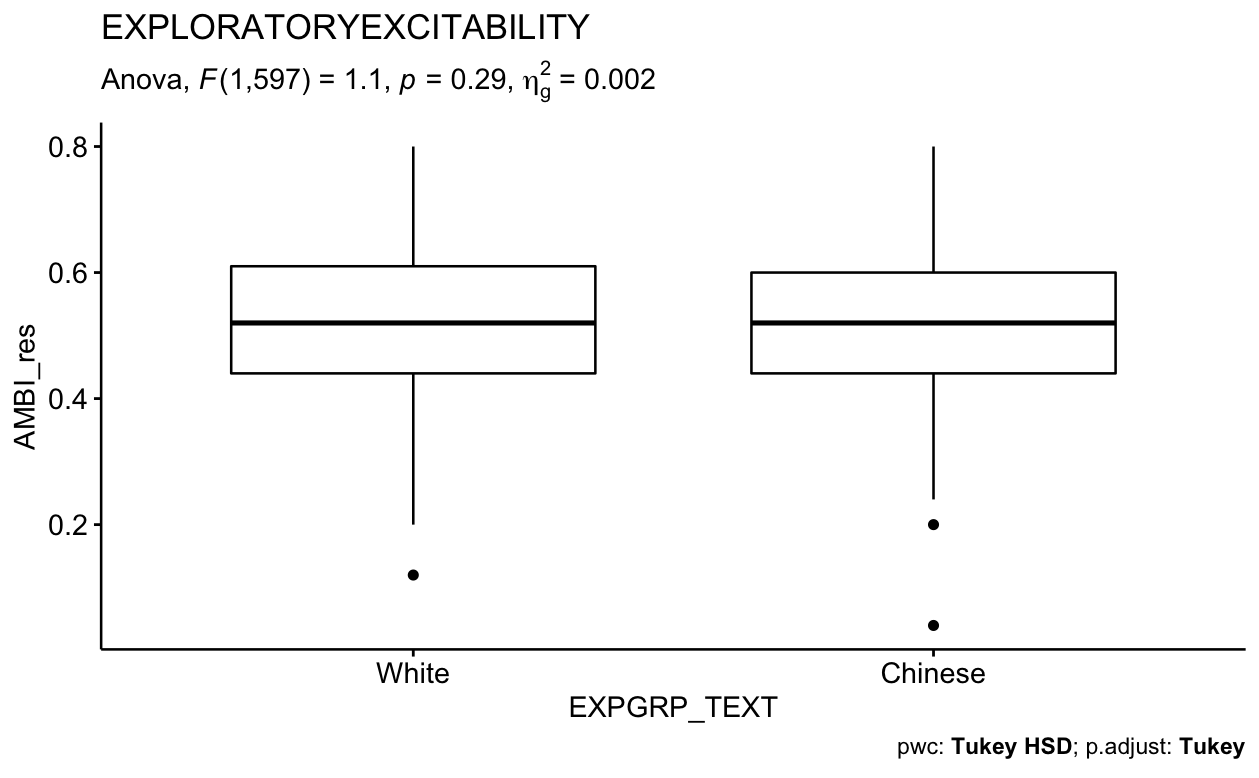 EXPLORATORYEXCITABILITY
Anova, F(1,597) = 1.1, p = 0.29, η²g = 0.002
0.8
0.6
0.4
0.2
AMBI_res
White Chinese
EXPGRP_TEXT
pwc: Tukey HSD; p.adjust: Tukey